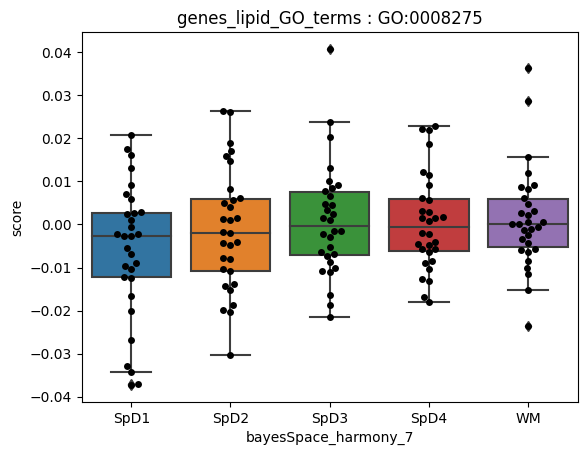 genes_lipid_GO_terms : GO:0008275
0.04
0.03
0.02
0.01
0.00
−0.01
−0.02
−0.03
−0.04
score
SpD1 SpD2 SpD3 SpD4 WM
bayesSpace_harmony_7